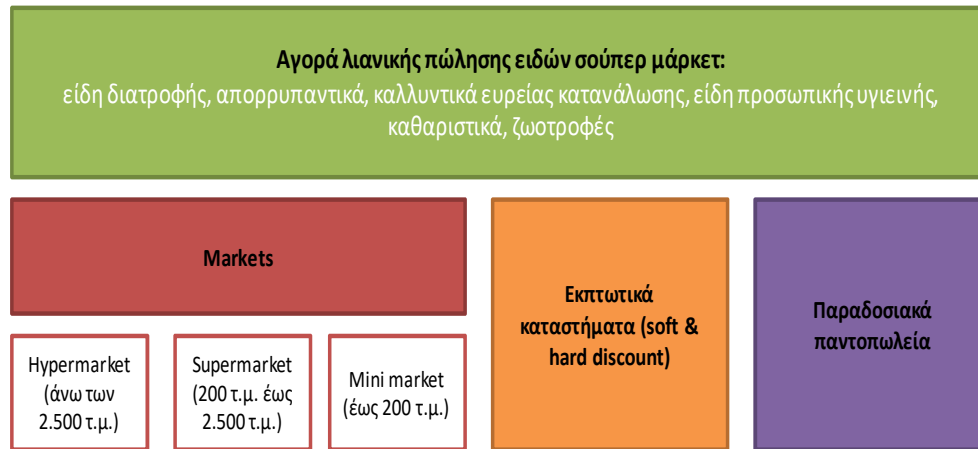 Αγορά λιανικής πώλησης ειδών σούπερ μάρκετ:
είδη διατροφής, απορρυπαντικά, καλλυντικά ευρείας κατανάλωσης, είδη προσωπικής υγιεινής,
καθαριστικά, ζωοτροφές
Markets
Hypermarket
(άνω των
2.500 τ.μ.)
Supermarket
(200 τ.μ. έως
2.500 τ.μ.)
Mini market
(έως 200 τ.μ.)
Εκπτωτικά
καταστήματα (soft &
hard discount)
Παραδοσιακά
παντοπωλεία